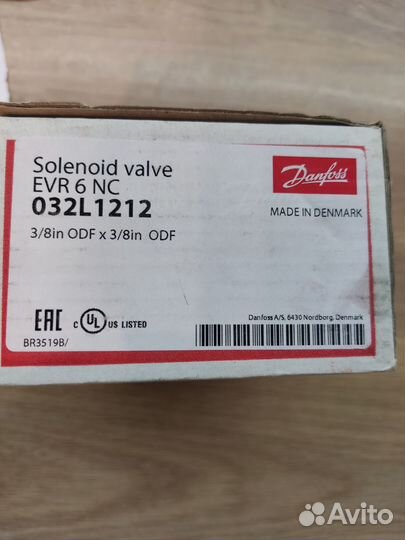 Solenoid valve
EVR 6 NC
032L1212
3/8in ODF x 3/8in ODF
Danfoss
MADE IN DENMARK
EAC
c UL US LISTED
BR3519B/
Danfoss A/S, 6430 Nordborg, Denmark
Avito